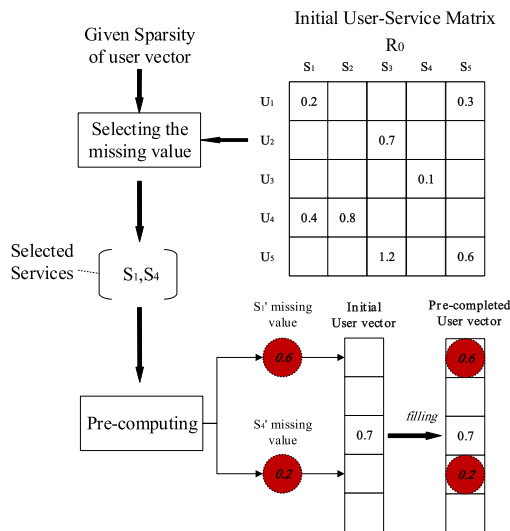 Initial User-Service Matrix
R0
Given Sparsity
of user vector
S1 S2 S3 S4 S5
U1 0.2 0.3
Selecting the
missing value
U2 0.7
U3 0.1
U4 0.4 0.8
U5 1.2 0.6
Selected
Services
S1,S4
S1' missing
value
Initial
User vector
Pre-completed
User vector
0.6
0.6
Pre-computing
S4' missing
value
0.7
filling
0.7
0.2
0.2